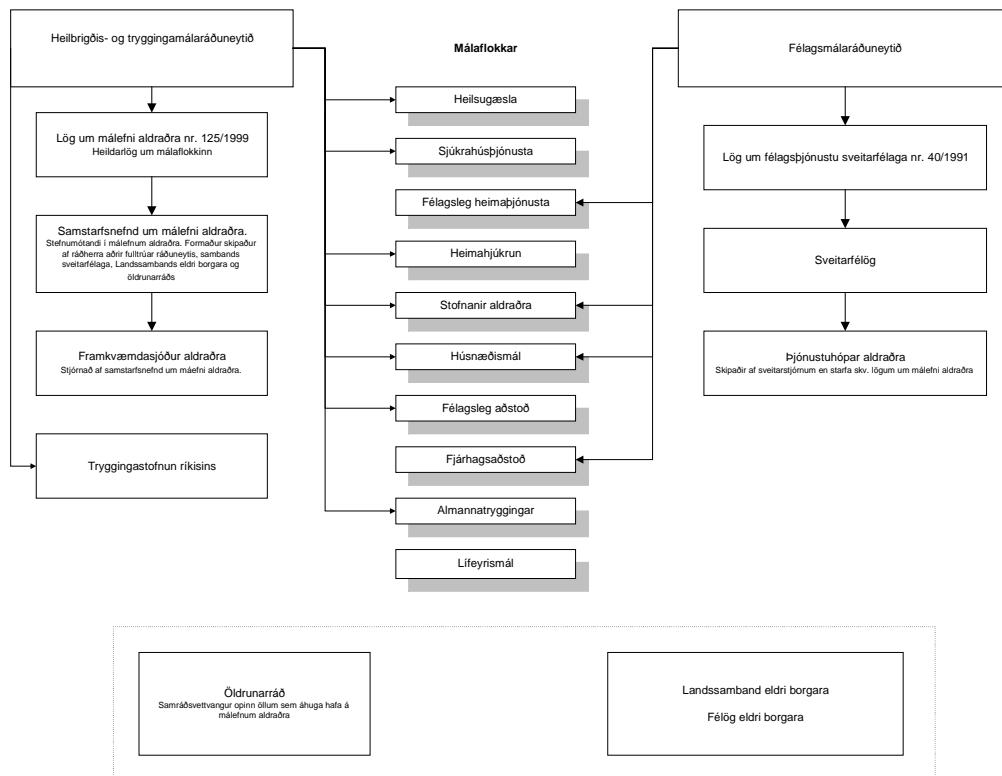 Heilbrigðis- og tryggingamálaráðuneytið
Lög um málefni aldraðra nr. 125/1999
Heildarlög um málaflokkinn
Samstarfsnefnd um málefni aldraðra.
Stefnumótandi í málefnum aldraðra. Formaður skipaður
af ráðherra aðrir fulltrúar ráðuneytis, sambands
sveitarfélaga, Landssambands eldri borgara og
öldrunarráðs
Framkvæmdasjóður aldraðra
Stjórnað af samstarfsnefnd um máefni aldraðra.
Tryggingastofnun ríkisins
Málaflokkar
Heilsugæsla
Sjúkrahúsþjónusta
Félagsleg heimaþjónusta
Heimahjúkrun
Stofnanir aldraðra
Húsnæðismál
Félagsleg aðstoð
Fjárhagsaðstoð
Almannatryggingar
Lífeyrismál
Félagsmálaráðuneytið
Lög um félagsþjónustu sveitarfélaga nr. 40/1991
Sveitarfélög
Þjónustuhópar aldraðra
Skipaðir af sveitarstjórnum en starfa skv. lögum um málefni aldraðra
Öldrunarráð
Samráðsvettvangur opinn öllum sem áhuga hafa á
málefnum aldraðra
Landssamband eldri borgara
Félög eldri borgara